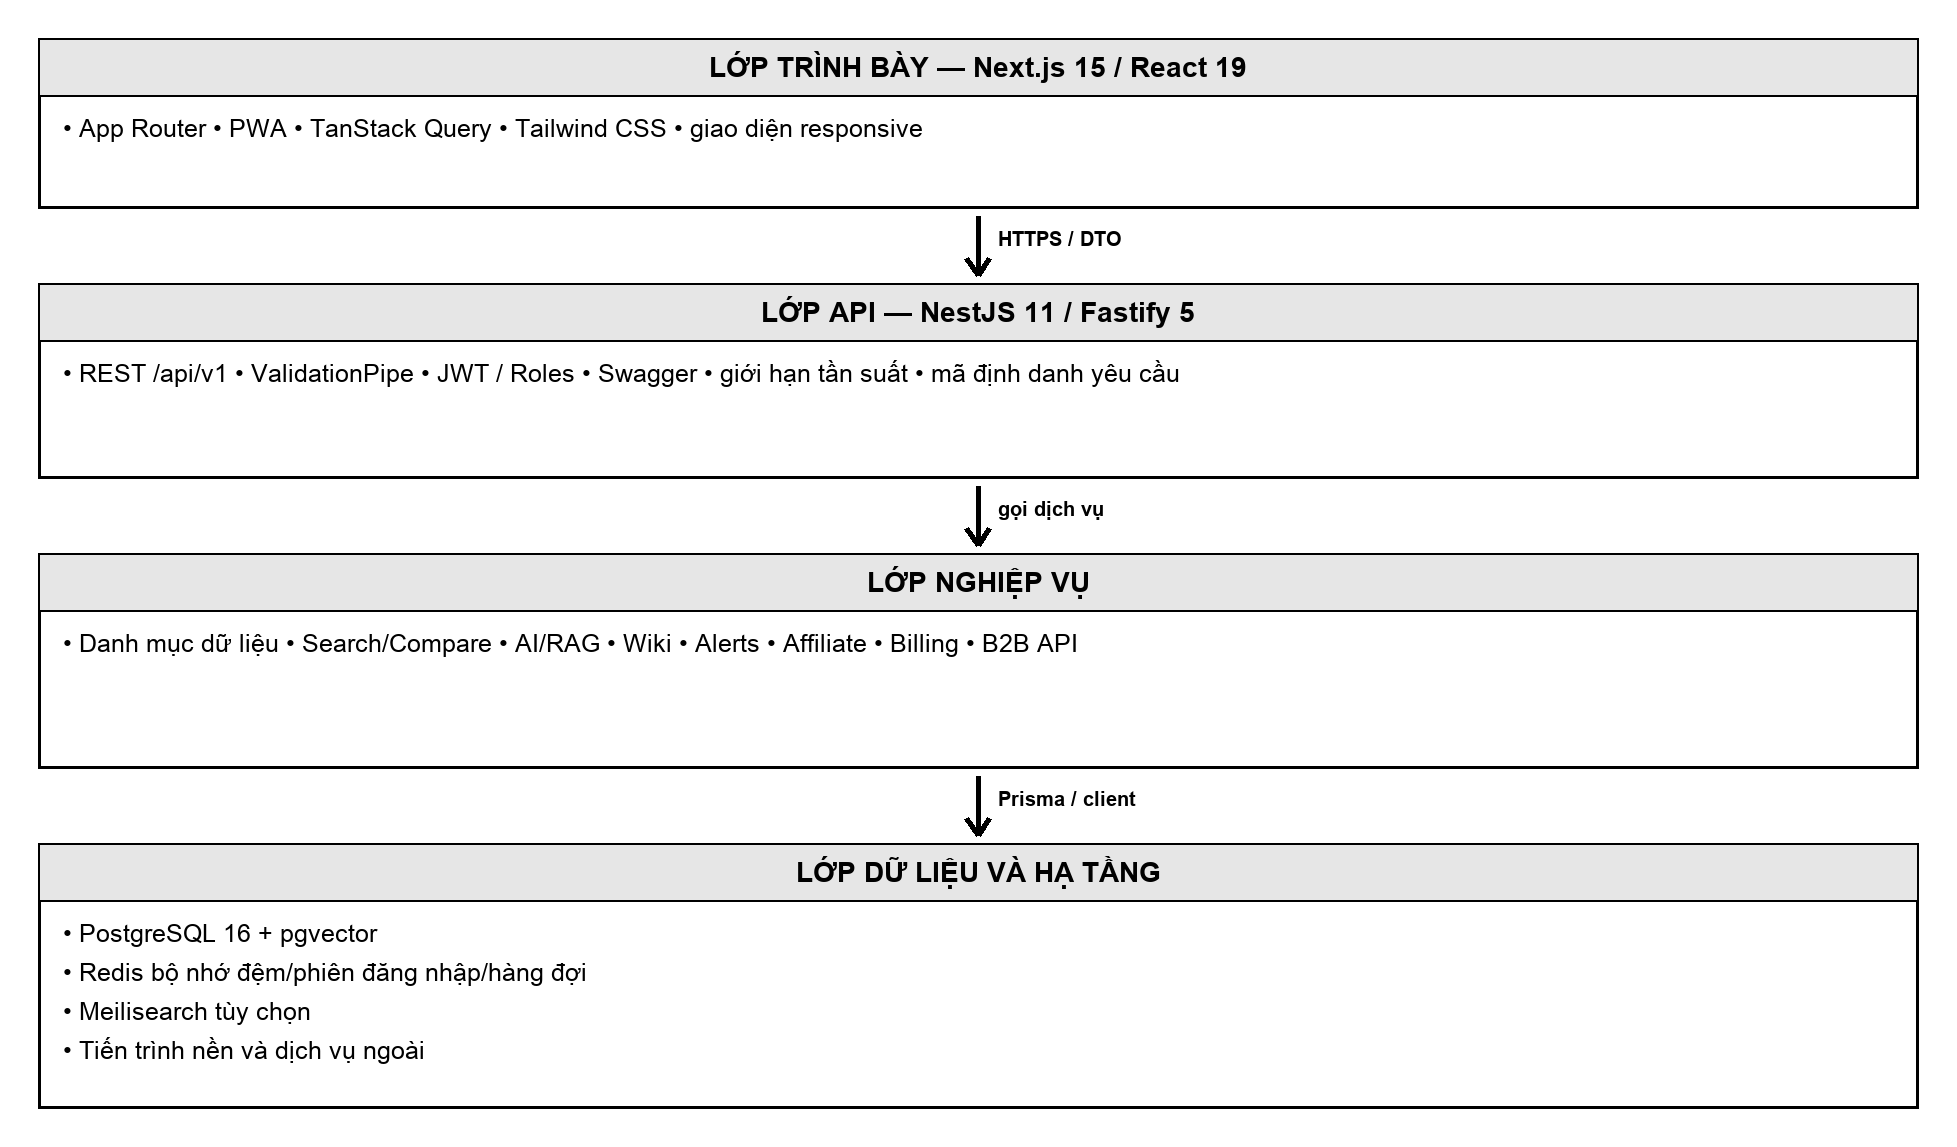 LỚP TRÌNH BÀY — Next.js 15 / React 19
• App Router • PWA • TanStack Query • Tailwind CSS • giao diện responsive
HTTPS / DTO
LỚP API — NestJS 11 / Fastify 5
• REST /api/v1 • ValidationPipe • JWT / Roles • Swagger • giới hạn tần suất • mã định danh yêu cầu
gọi dịch vụ
LỚP NGHIỆP VỤ
• Danh mục dữ liệu • Search/Compare • AI/RAG • Wiki • Alerts • Affiliate • Billing • B2B API
Prisma / client
LỚP DỮ LIỆU VÀ HẠ TẦNG
• PostgreSQL 16 + pgvector
• Redis bộ nhớ đệm/phiên đăng nhập/hàng đợi
• Meilisearch tùy chọn
• Tiến trình nền và dịch vụ ngoài